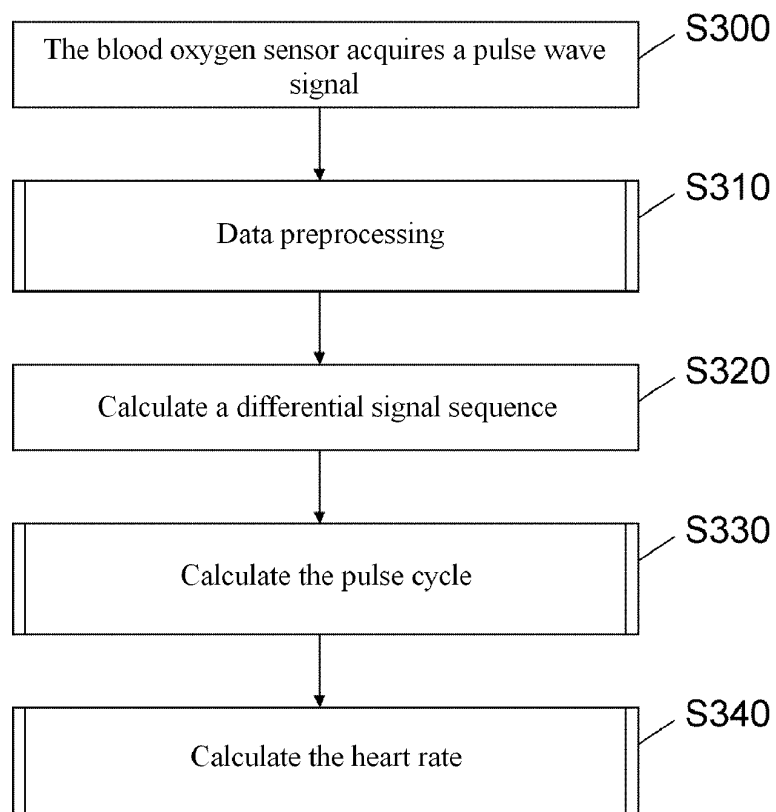 S300
The blood oxygen sensor acquires a pulse wave
signal
S310
Data preprocessing
S320
Calculate a differential signal sequence
S330
Calculate the pulse cycle
S340
Calculate the heart rate